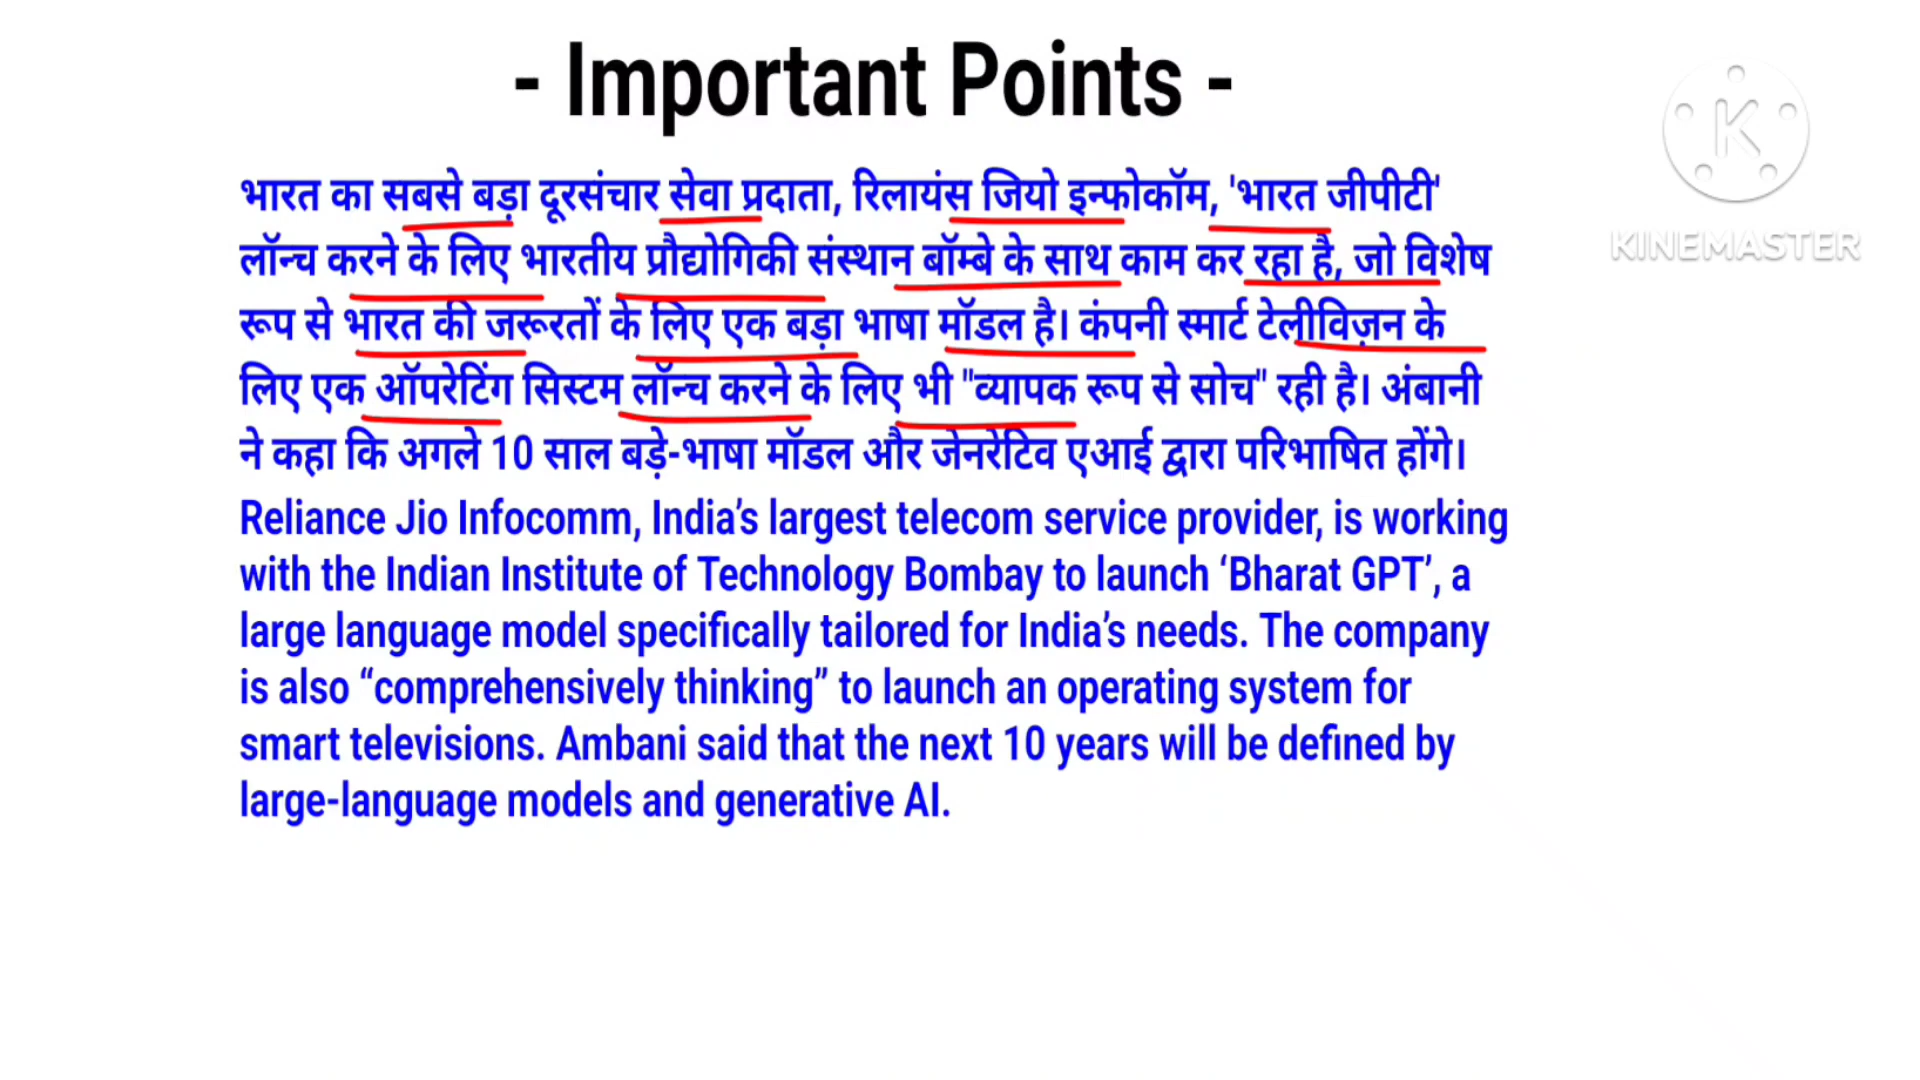 - Important Points -
K
KINEMASTER
भारत का सबसे बड़ा दूरसंचार सेवा प्रदाता, रिलायंस जियो इन्फोकॉम, 'भारत जीपीटी'
लॉन्च करने के लिए भारतीय प्रौद्योगिकी संस्थान बॉम्बे के साथ काम कर रहा है, जो विशेष
रूप से भारत की जरूरतों के लिए एक बड़ा भाषा मॉडल है। कंपनी स्मार्ट टेलीविज़न के
लिए एक ऑपरेटिंग सिस्टम लॉन्च करने के लिए भी "व्यापक रूप से सोच" रही है। अंबानी
ने कहा कि अगले 10 साल बड़े-भाषा मॉडल और जेनरेटिव एआई द्वारा परिभाषित होंगे।
Reliance Jio Infocomm, India’s largest telecom service provider, is working
with the Indian Institute of Technology Bombay to launch ‘Bharat GPT’, a
large language model specifically tailored for India’s needs. The company
is also “comprehensively thinking” to launch an operating system for
smart televisions. Ambani said that the next 10 years will be defined by
large-language models and generative AI.